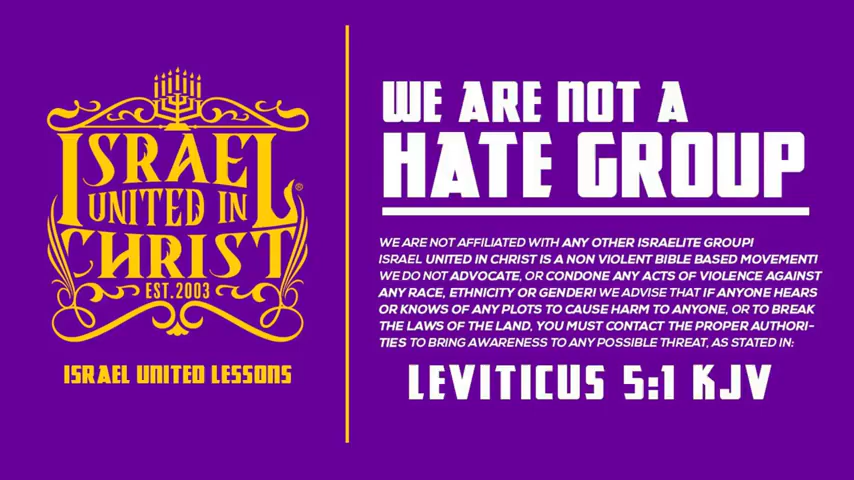 ISRAEL
UNITED IN
CHRIST
®
EST. 2003
ISRAEL UNITED LESSONS
WE ARE NOT A
HATE GROUP
WE ARE NOT AFFILIATED WITH ANY OTHER ISRAELITE GROUP!
ISRAEL UNITED IN CHRIST IS A NON VIOLENT BIBLE BASED MOVEMENT!
WE DO NOT ADVOCATE, OR CONDONE ANY ACTS OF VIOLENCE AGAINST
ANY RACE, ETHNICITY OR GENDER! WE ADVISE THAT IF ANYONE HEARS
OR KNOWS OF ANY PLOTS TO CAUSE HARM TO ANYONE, OR TO BREAK
THE LAWS OF THE LAND, YOU MUST CONTACT THE PROPER AUTHORI-
TIES TO BRING AWARENESS TO ANY POSSIBLE THREAT, AS STATED IN:
LEVITICUS 5:1 KJV